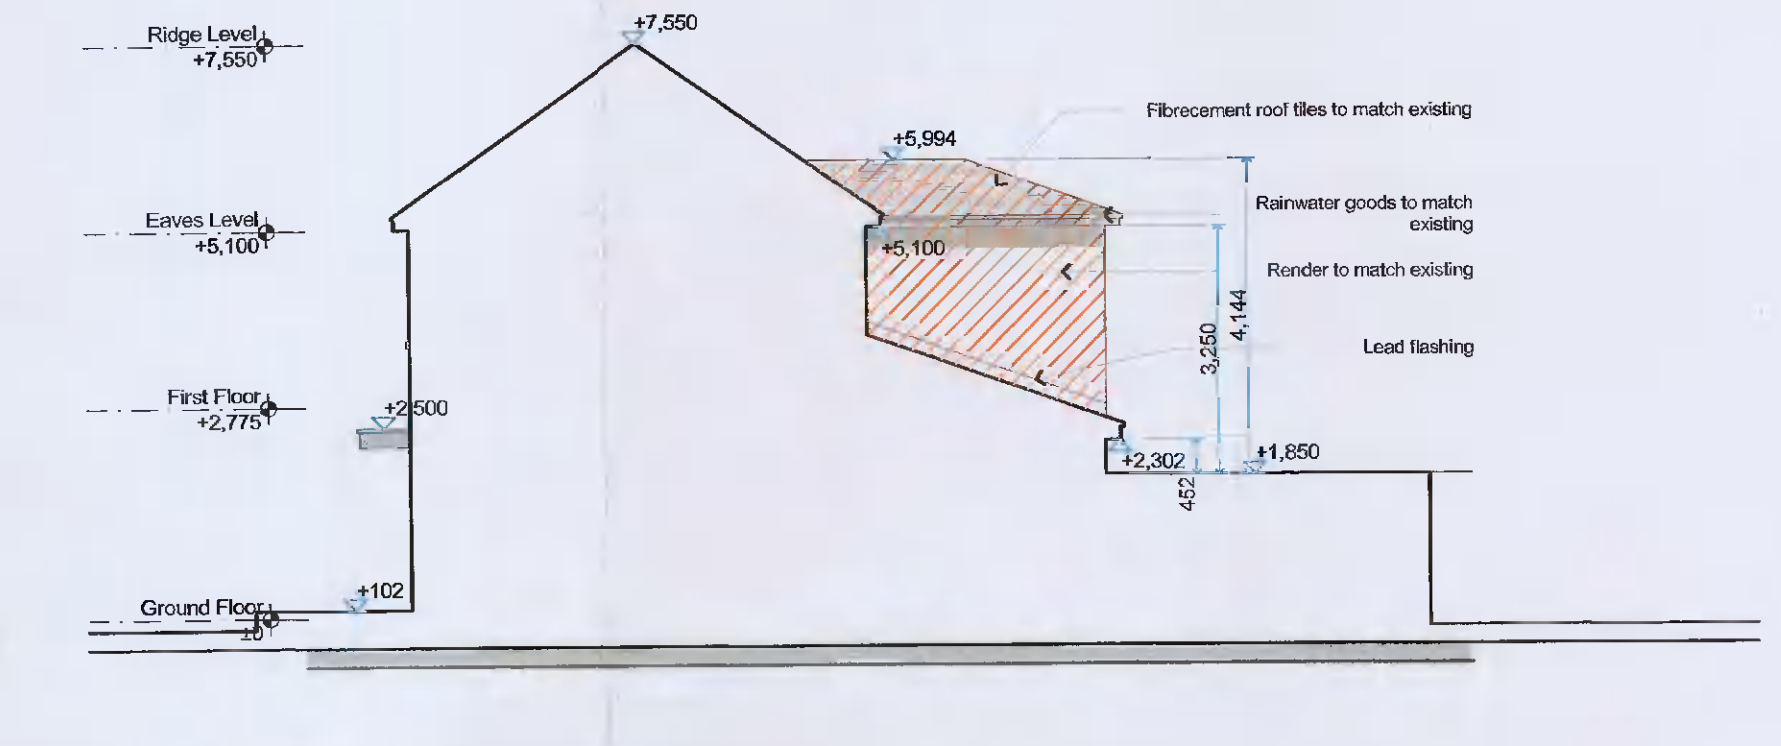 Ridge Level
+7,550
+7,550
Fibrecement roof tiles to match existing
+5,994
Rainwater goods to match
existing
Eaves Level
+5,100
+5,100
Render to match existing
4,144
3,250
Lead flashing
First Floor
+2,775
+2,500
+2,302
+1,850
452
+102
Ground Floor
±0